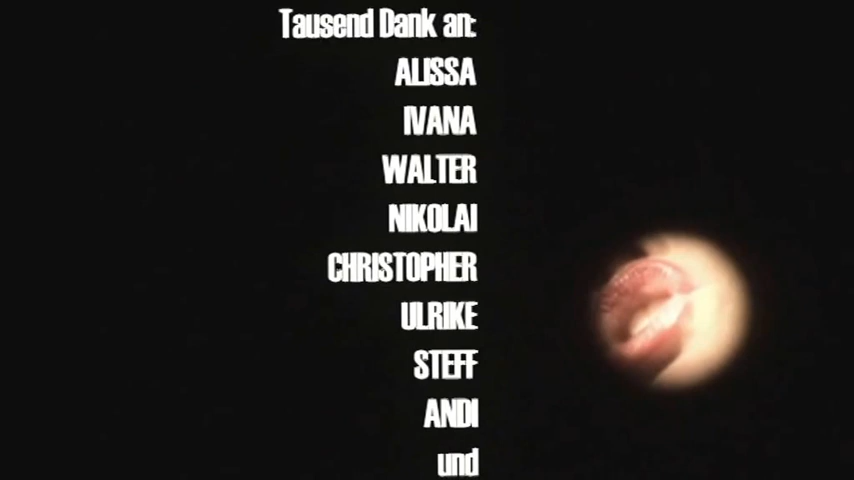 Tausend Dank an:
ALISSA
IVANA
WALTER
NIKOLAI
CHRISTOPHER
ULRIKE
STEFF
ANDI
und